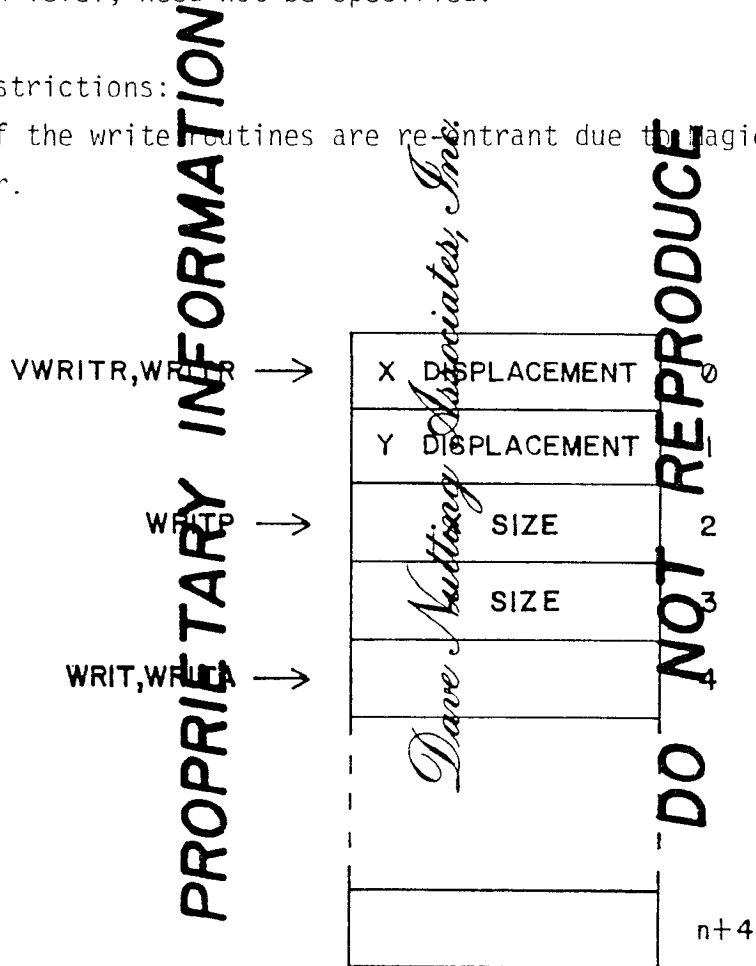 need not be specified.
strictions:
f the write routines are re-entrant due to Magic
r.
VWRITR,WRITR → X DISPLACEMENT 0
Y DISPLACEMENT 1
WRITP → SIZE 2
SIZE 3
WRIT,WRITA → 4
n+4
PROPRIETARY INFORMATION
Dave Nutting Associates, Inc.
DO NOT REPRODUCE